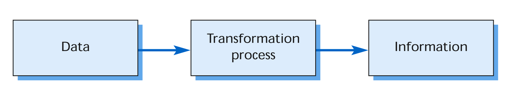 Data
Transformation
process
Information